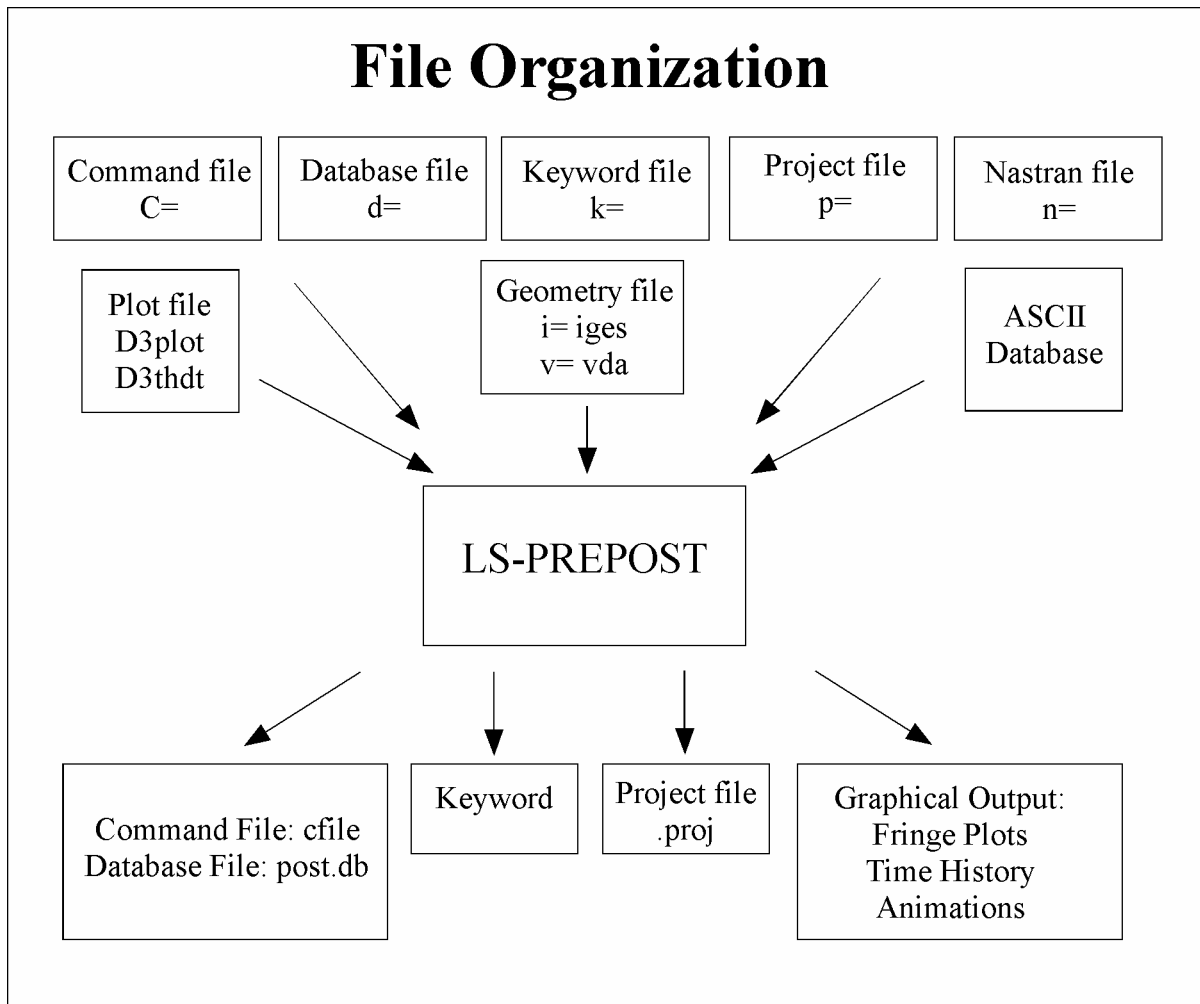 File Organization
Command file
C=
Database file
d=
Keyword file
k=
Project file
p=
Nastran file
n=
Plot file
D3plot
D3thdt
Geometry file
i= iges
v= vda
ASCII
Database
LS-PREPOST
Command File: cfile
Database File: post.db
Keyword
Project file
.proj
Graphical Output:
Fringe Plots
Time History
Animations